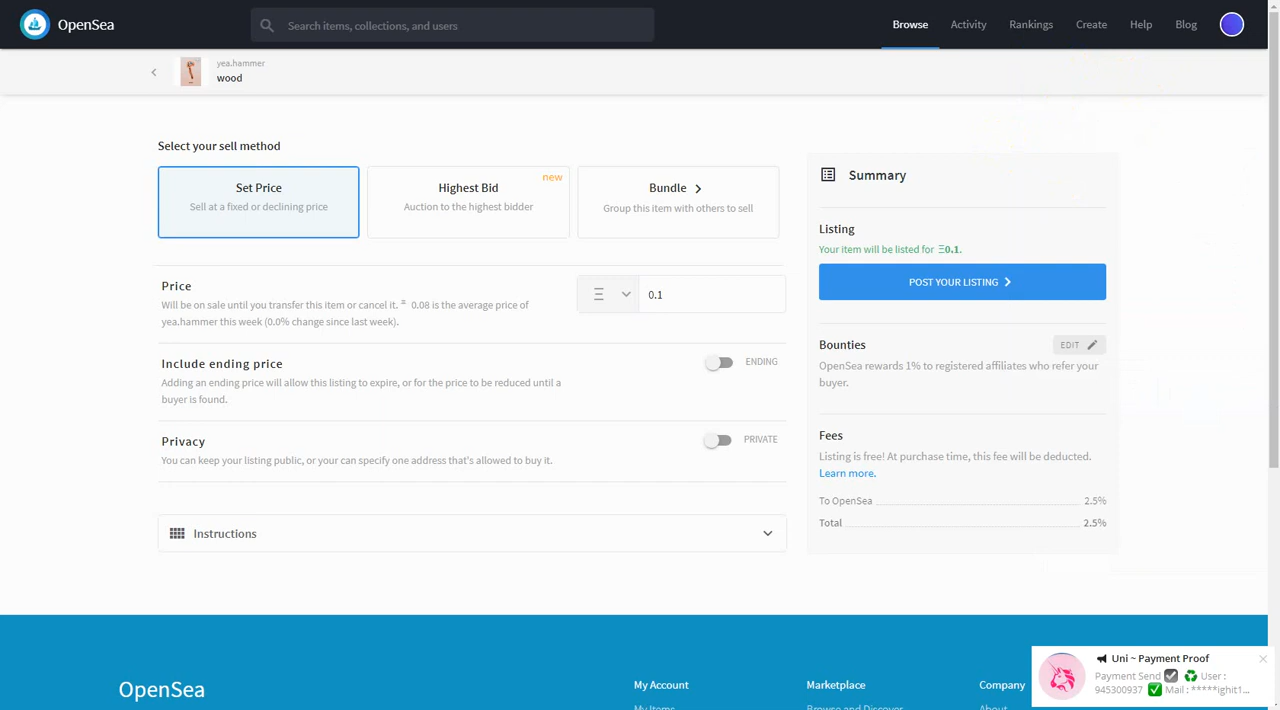 OpenSea
Search items, collections, and users
Browse
Activity
Rankings
Create
Help
Blog
yea.hammer
wood
Select your sell method
Set Price
Sell at a fixed or declining price
Highest Bid
new
Auction to the highest bidder
Bundle
Group this item with others to sell
Price
Will be on sale until you transfer this item or cancel it. Ξ 0.08 is the average price of
yea.hammer this week (0.0% change since last week).
Ξ
0.1
Include ending price
Adding an ending price will allow this listing to expire, or for the price to be reduced until a
buyer is found.
ENDING
Privacy
You can keep your listing public, or your can specify one address that's allowed to buy it.
PRIVATE
Instructions
Summary
Listing
Your item will be listed for Ξ0.1.
POST YOUR LISTING
Bounties
EDIT
OpenSea rewards 1% to registered affiliates who refer your
buyer.
Fees
Listing is free! At purchase time, this fee will be deducted.
Learn more.
To OpenSea 2.5%
Total 2.5%
OpenSea
My Account
My Items
Marketplace
Browse and Discover
Company
About
Uni ~ Payment Proof
Payment Send ☑ ♻ User :
945300937 ✅ Mail : *****ighit1...